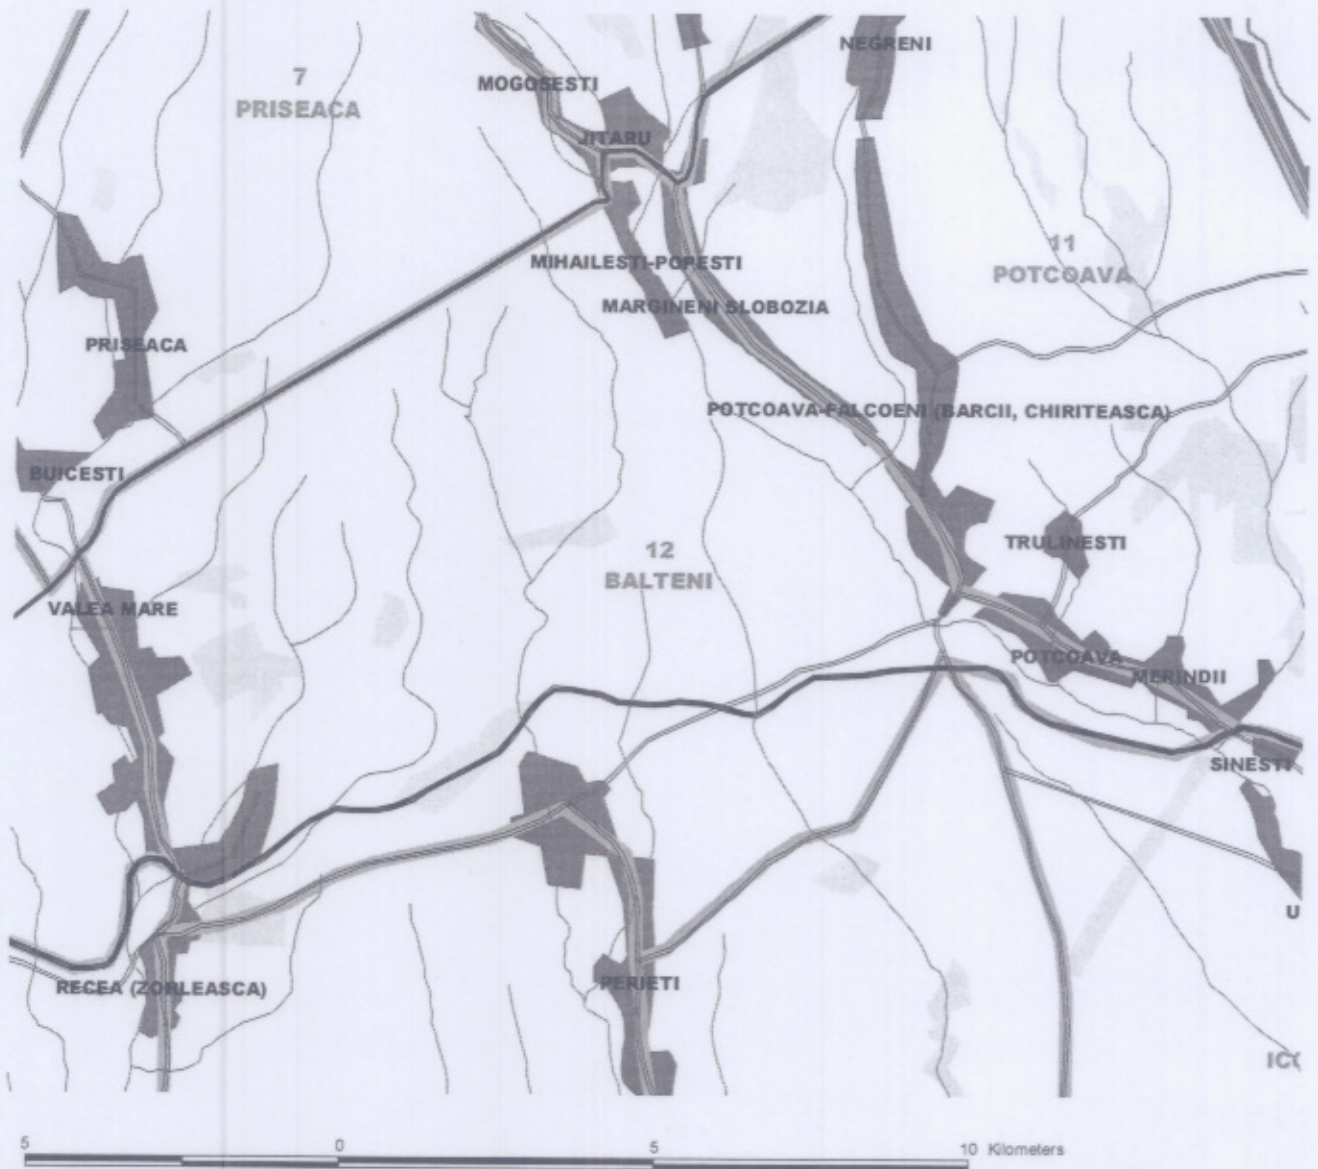 NEGRENI
7
PRISEACA
MOGOSESTI
JITARU
11
POTCOAVA
MIHAILESTI-POPESTI
MARGINENI SLOBOZIA
PRISEACA
POTCOAVA-FALCOENI (BARCII, CHIRITEASCA)
BUICESTI
12
BALTENI
TRULINESTI
VALEA MARE
POTCOAVA
MERINDII
SINESTI
U
RECEA (ZORLEASCA)
PERIETI
IC
5 0 5 10 Kilometers